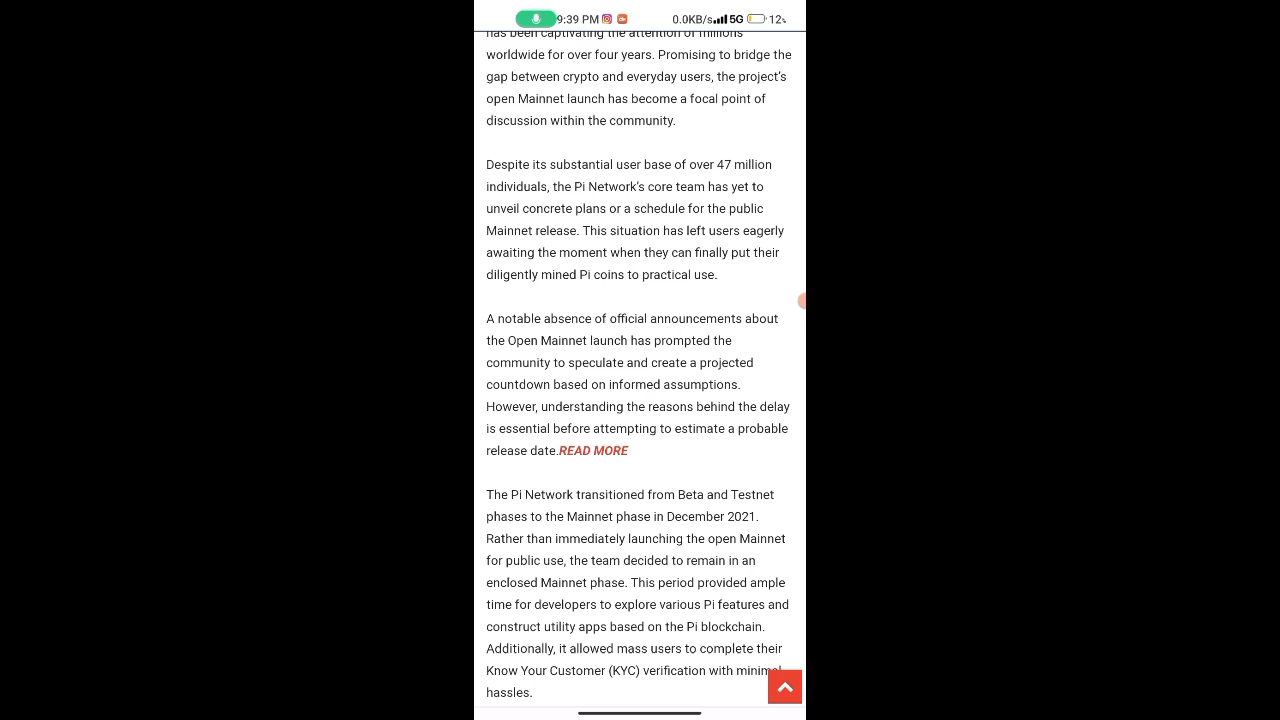 9:39 PM 0.0KB/s 5G 12%
has been captivating the attention of millions
worldwide for over four years. Promising to bridge the
gap between crypto and everyday users, the project's
open Mainnet launch has become a focal point of
discussion within the community.
Despite its substantial user base of over 47 million
individuals, the Pi Network's core team has yet to
unveil concrete plans or a schedule for the public
Mainnet release. This situation has left users eagerly
awaiting the moment when they can finally put their
diligently mined Pi coins to practical use.
A notable absence of official announcements about
the Open Mainnet launch has prompted the
community to speculate and create a projected
countdown based on informed assumptions.
However, understanding the reasons behind the delay
is essential before attempting to estimate a probable
release date.READ MORE
The Pi Network transitioned from Beta and Testnet
phases to the Mainnet phase in December 2021.
Rather than immediately launching the open Mainnet
for public use, the team decided to remain in an
enclosed Mainnet phase. This period provided ample
time for developers to explore various Pi features and
construct utility apps based on the Pi blockchain.
Additionally, it allowed mass users to complete their
Know Your Customer (KYC) verification with minimal
hassles.